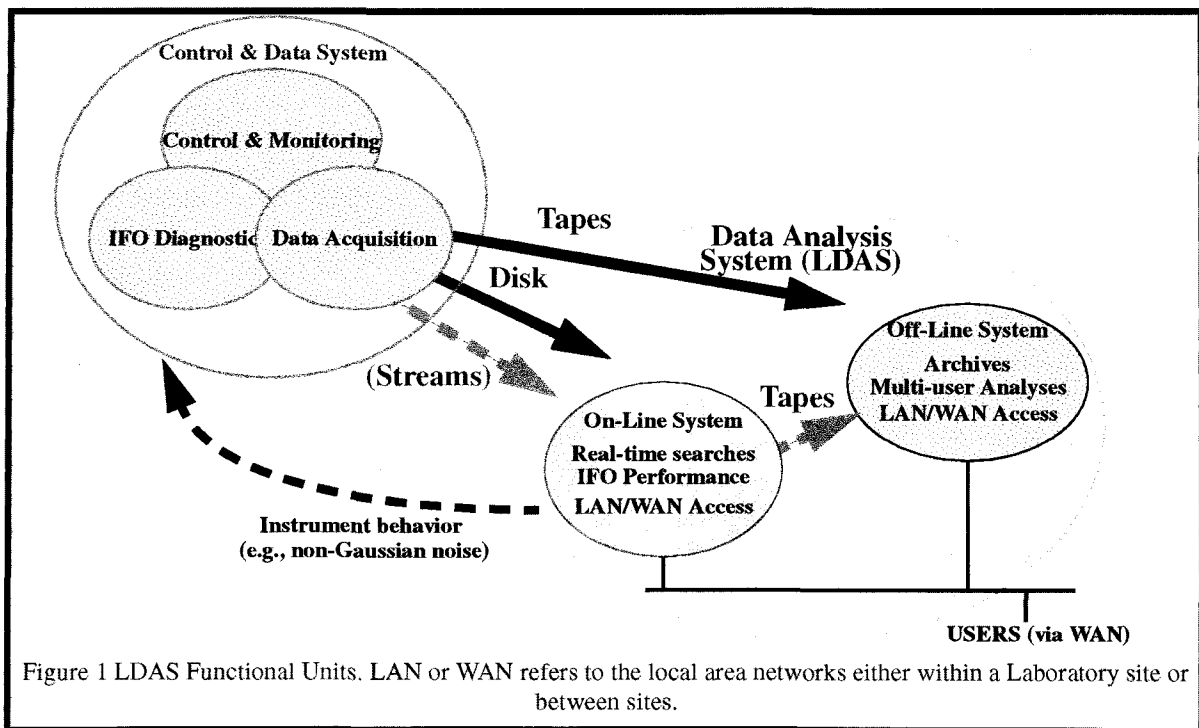 Control & Data System
Control & Monitoring
IFO Diagnostic
Data Acquisition
Tapes
Disk
(Streams)
Data Analysis
System (LDAS)
Off-Line System
Archives
Multi-user Analyses
LAN/WAN Access
Tapes
On-Line System
Real-time searches
IFO Performance
LAN/WAN Access
Instrument behavior
(e.g., non-Gaussian noise)
USERS (via WAN)
Figure 1 LDAS Functional Units. LAN or WAN refers to the local area networks either within a Laboratory site or
between sites.